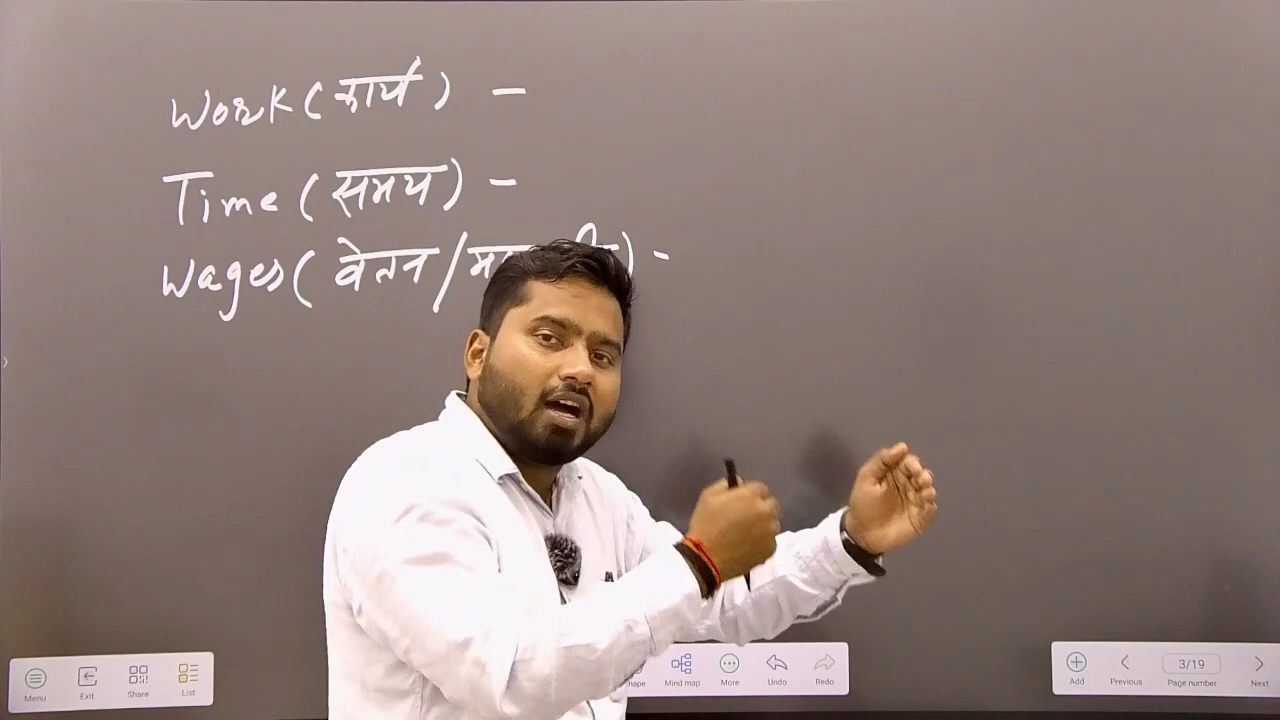 Work (कार्य) -
Time (समय) -
Wages (वेतन/ ) -
Menu
Exit
Share
List
Mind map
More
Undo
Redo
Add
Previous
3/19
Page number
Next